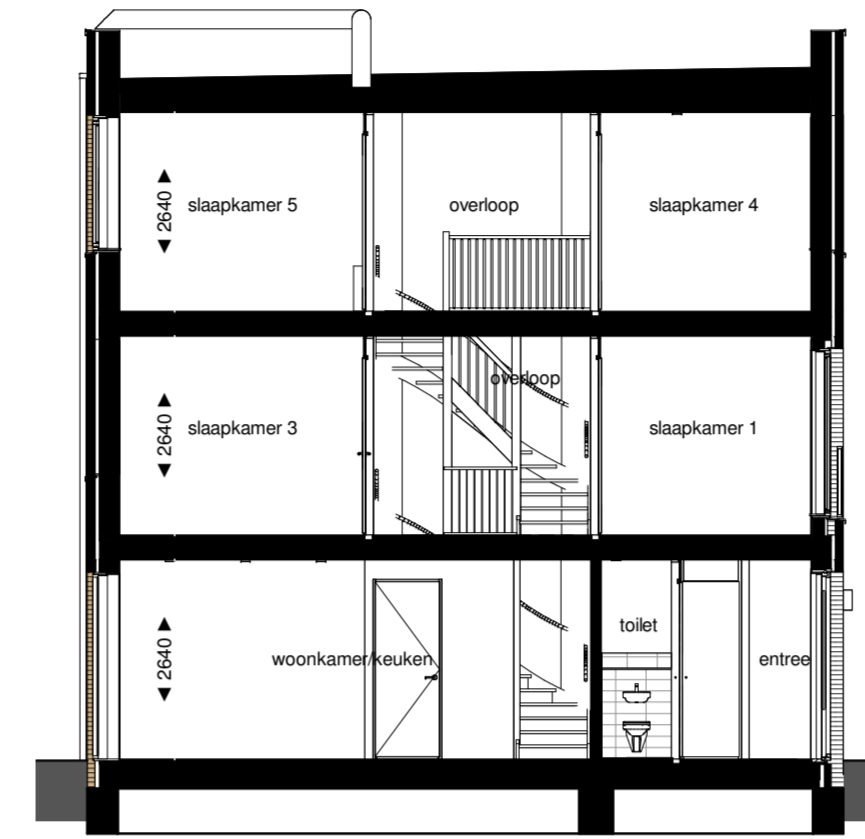 slaapkamer 5
overloop
slaapkamer 4
2640
overloop
slaapkamer 3
slaapkamer 1
2640
toilet
woonkamer/keuken
entree
2640